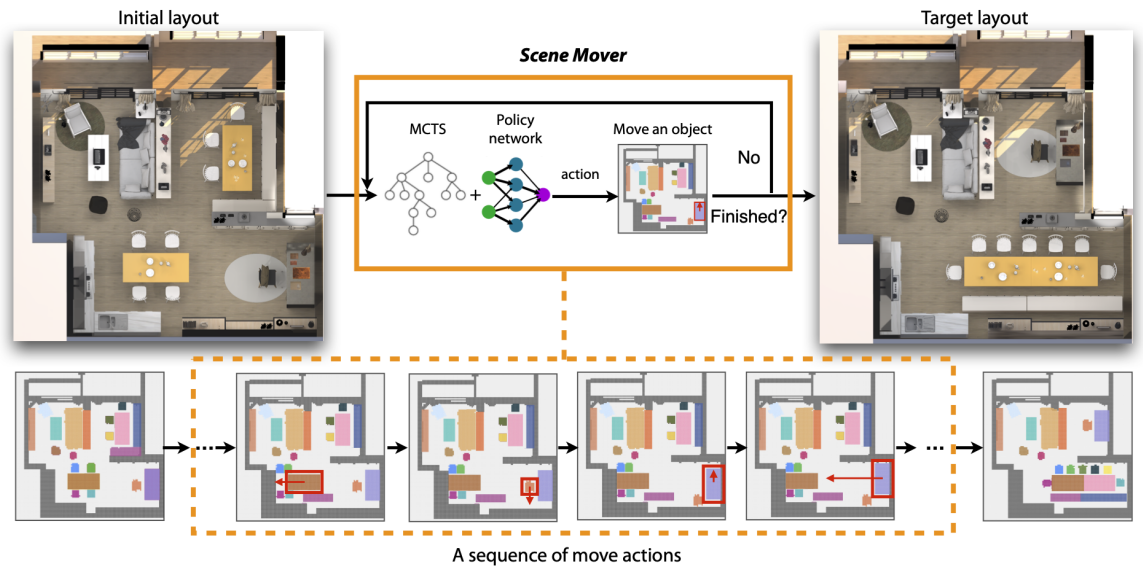 Initial layout
Scene Mover
Target layout
MCTS
Policy
network
Move an object
action
No
Finished?
A sequence of move actions